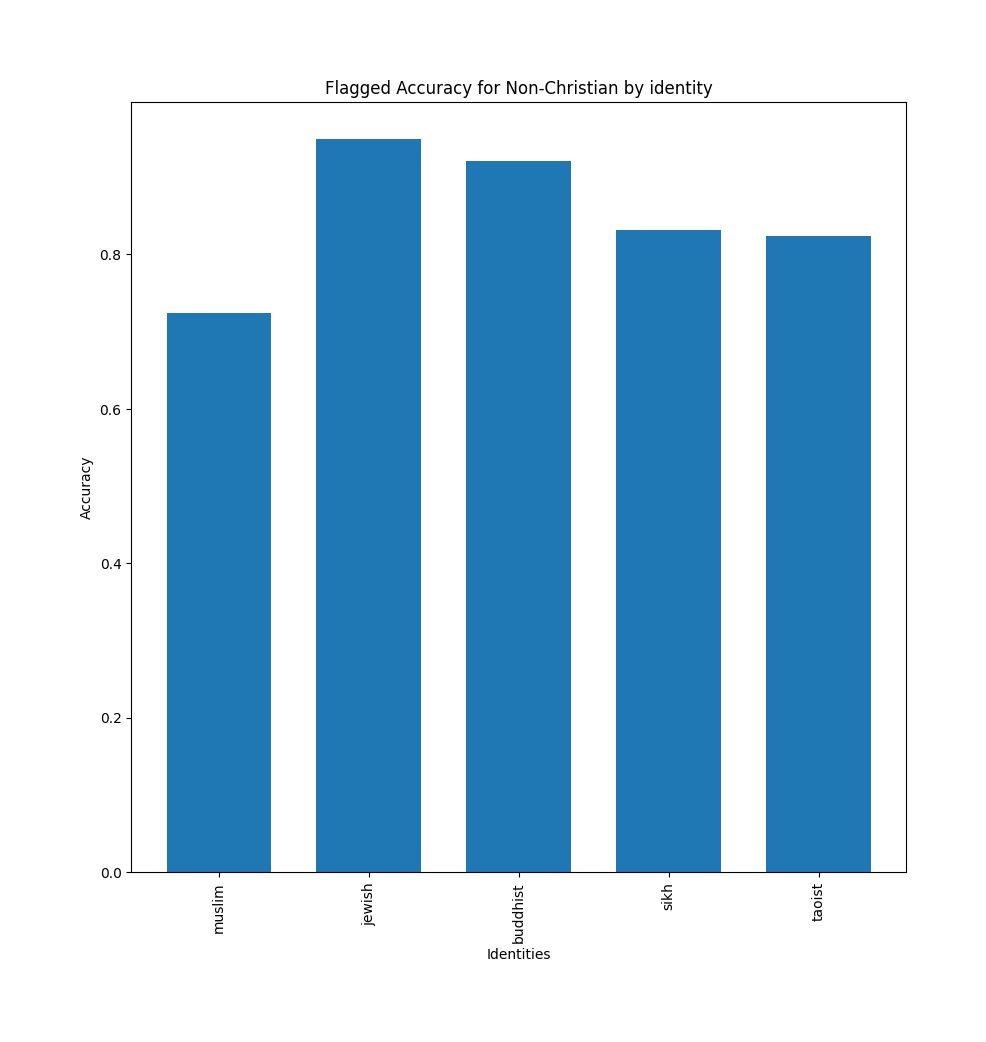 Flagged Accuracy for Non-Christian by identity
Accuracy
0.8
0.6
0.4
0.2
0.0
muslim
jewish
buddhist
sikh
taoist
Identities